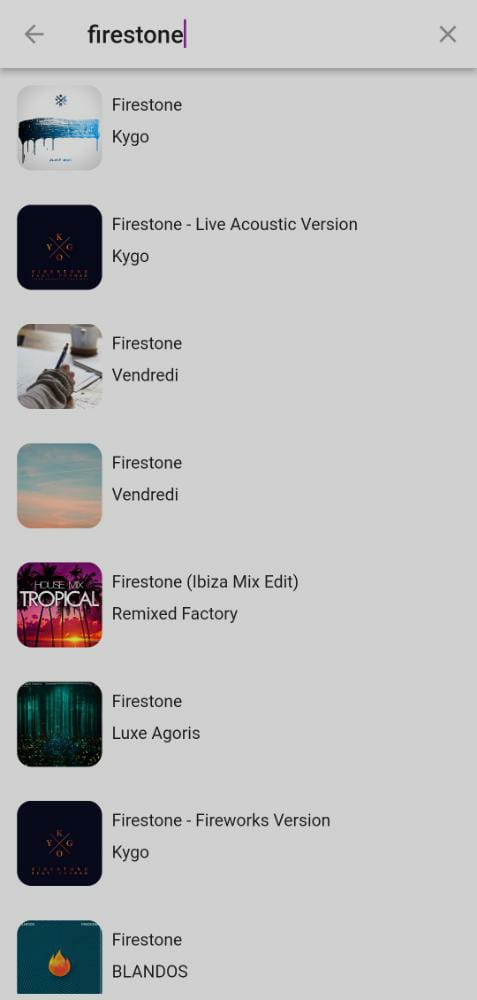 firestone
Firestone
Kygo
Firestone - Live Acoustic Version
Kygo
Firestone
Vendredi
Firestone
Vendredi
HOUSE MIX
TROPICAL
Firestone (Ibiza Mix Edit)
Remixed Factory
Firestone
Luxe Agoris
K
Y G
O
Firestone - Fireworks Version
Kygo
Firestone
BLANDOS